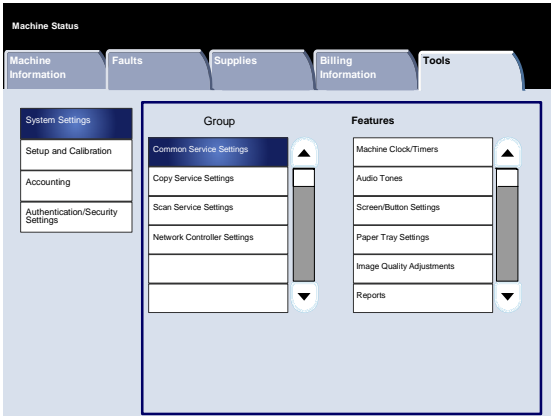 Machine Status
Machine
Information
Faults
Supplies
Billing
Information
Tools
System Settings
Setup and Calibration
Accounting
Authentication/Security
Settings
Group
Common Service Settings
Copy Service Settings
Scan Service Settings
Network Controller Settings
Features
Machine Clock/Timers
Audio Tones
Screen/Button Settings
Paper Tray Settings
Image Quality Adjustments
Reports